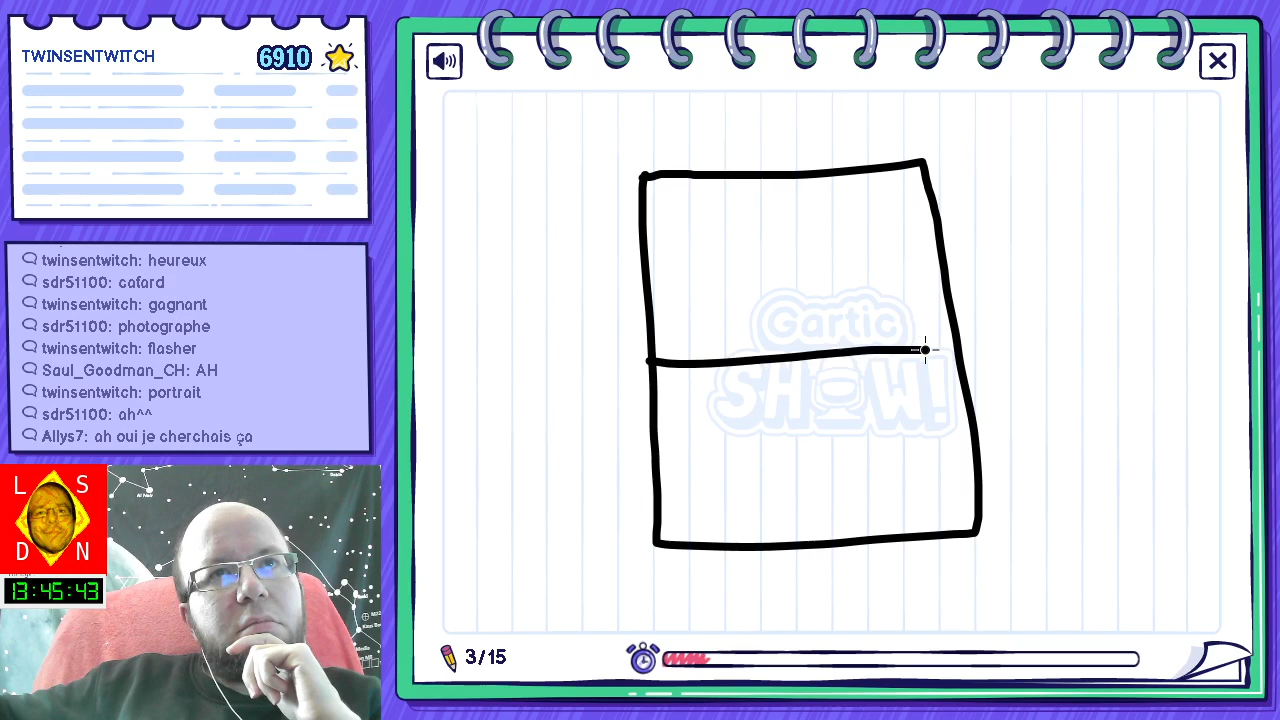 TWINSENTWITCH 6910
twinsentwitch: heureux
sdr51100: cafard
twinsentwitch: gagnant
sdr51100: photographe
twinsentwitch: flasher
Saul_Goodman_CH: AH
twinsentwitch: portrait
sdr51100: ah^^
Allys7: ah oui je cherchais ça
L S
D N
13:45:43
Gartic
SHOW!
3/15